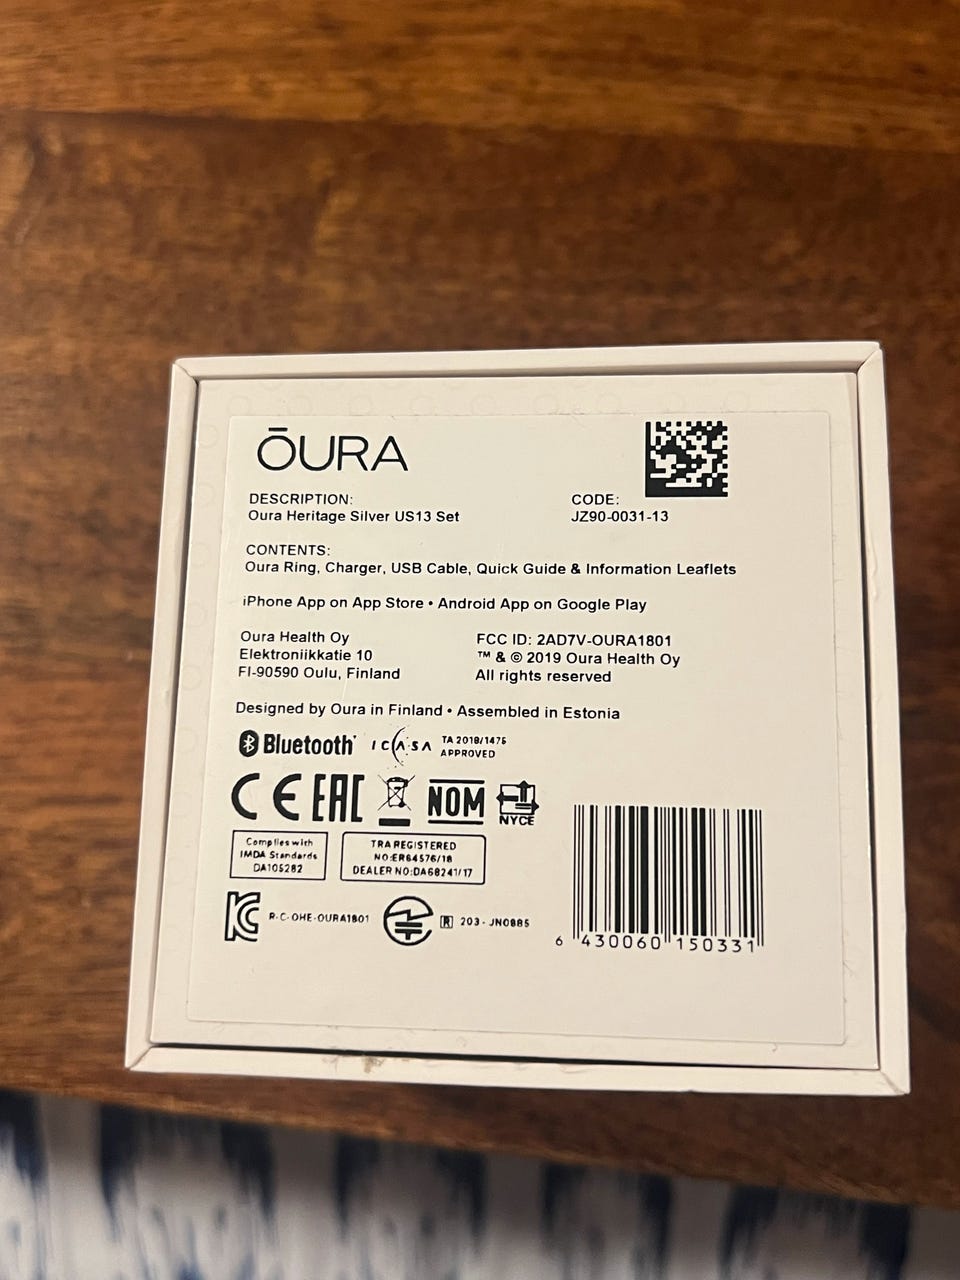 ŌURA
DESCRIPTION:
Oura Heritage Silver US13 Set
CODE:
JZ90-0031-13
CONTENTS:
Oura Ring, Charger, USB Cable, Quick Guide & Information Leaflets
iPhone App on App Store • Android App on Google Play
Oura Health Oy
Elektroniikkatie 10
FI-90590 Oulu, Finland
FCC ID: 2AD7V-OURA1801
™ & © 2019 Oura Health Oy
All rights reserved
Designed by Oura in Finland • Assembled in Estonia
Bluetooth
ICASA
TA 2018/1475
APPROVED
CE EAC NOM
NYCE
Complies with
IMDA Standards
DA105282
TRA REGISTERED
NO:ER64576/18
DEALER NO:DA68241/17
KC R-C-OHE-OURA1801
R 203-JN0885
6 430060 150331